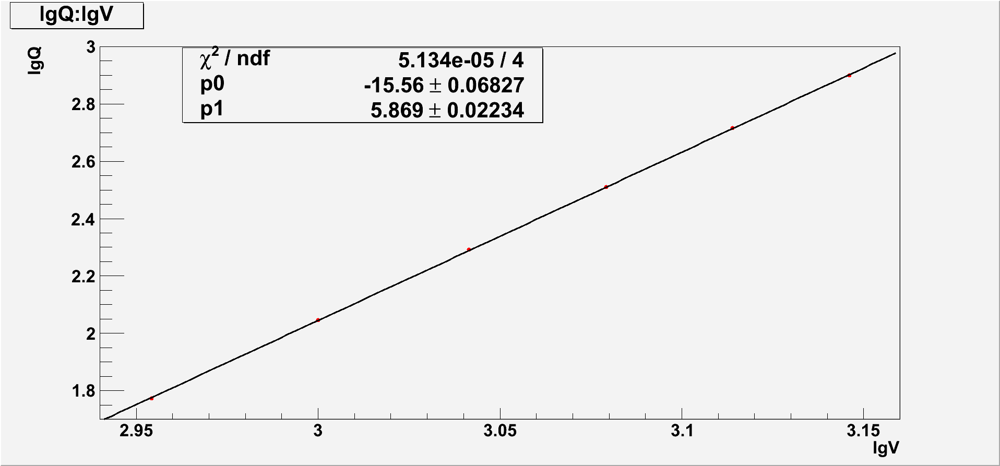 lgQ:lgV
lgQ
3
2.8
2.6
2.4
2.2
2
1.8
χ² / ndf 5.134e-05 / 4
p0 -15.56 ± 0.06827
p1 5.869 ± 0.02234
2.95 3 3.05 3.1 3.15
lgV